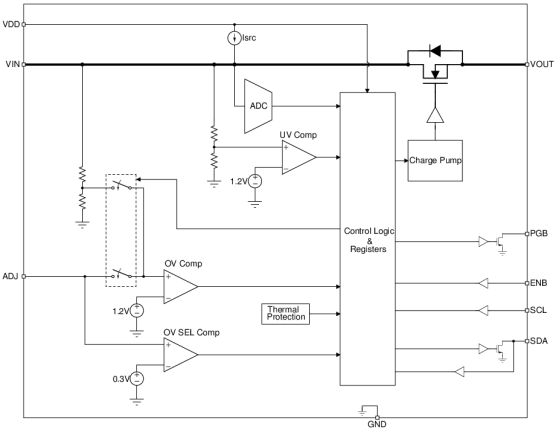 VDD
Isrc
VIN
VOUT
ADC
UV Comp
1.2V
Charge Pump
Control Logic
&
Registers
PGB
ADJ
OV Comp
ENB
1.2V
Thermal
Protection
SCL
OV SEL Comp
SDA
0.3V
GND